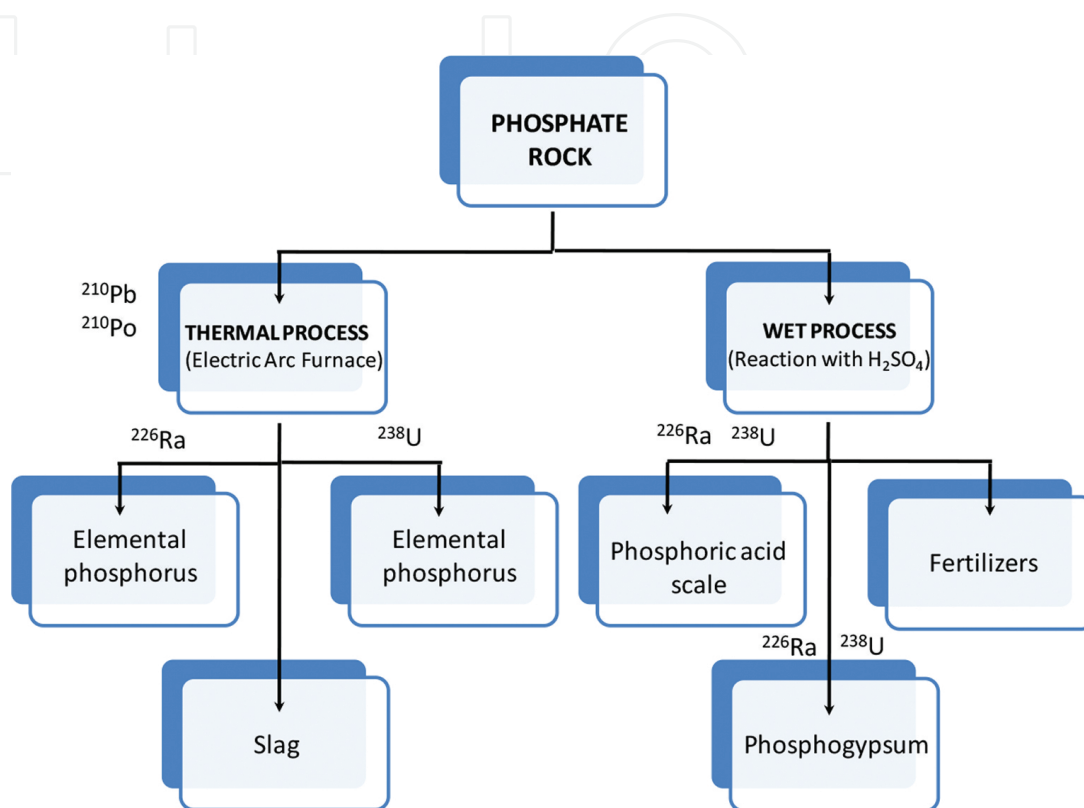 PHOSPHATE
ROCK
²¹⁰Pb
²¹⁰Po
THERMAL PROCESS
(Electric Arc Furnace)
WET PROCESS
(Reaction with H₂SO₄)
²²⁶Ra
²³⁸U
²²⁶Ra ²³⁸U
Elemental
phosphorus
Elemental
phosphorus
Phosphoric acid
scale
Fertilizers
²²⁶Ra ²³⁸U
Slag
Phosphogypsum